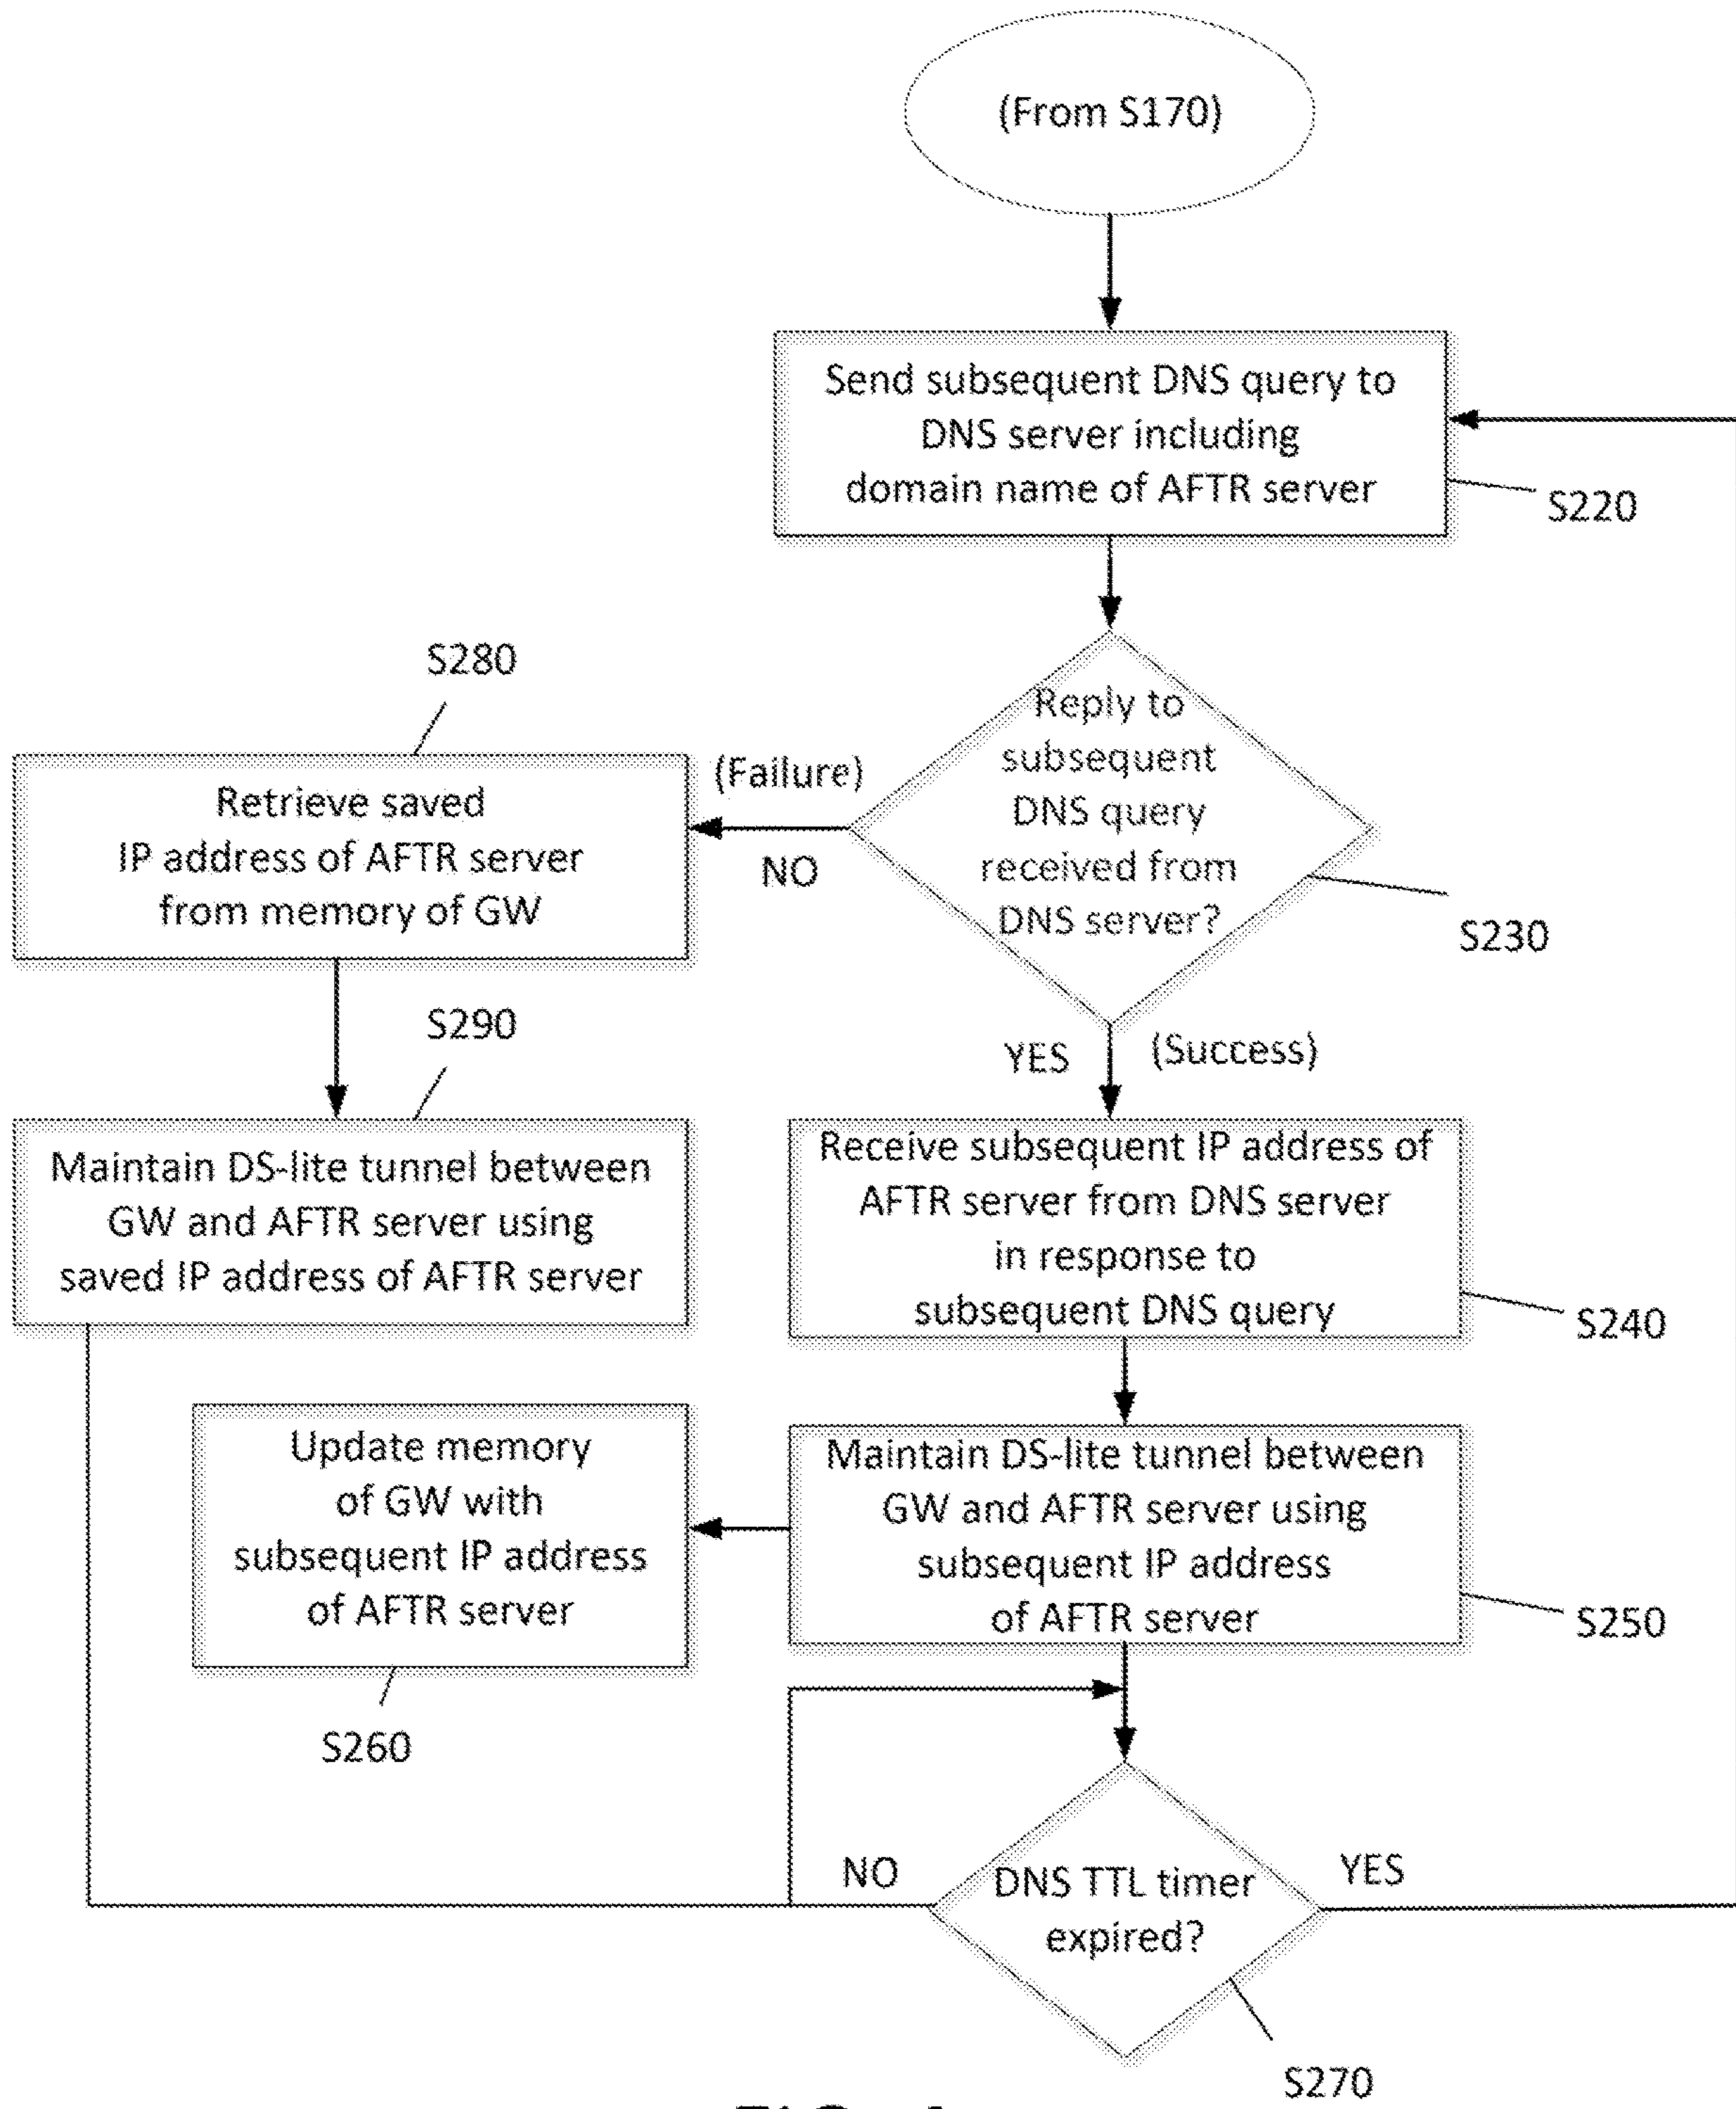 (From S170)
Send subsequent DNS query to
DNS server including
domain name of AFTR server
S220
S280
Reply to
subsequent
DNS query
received from
DNS server?
S230
(Failure)
NO
Retrieve saved
IP address of AFTR server
from memory of GW
S290
YES
(Success)
Maintain DS-lite tunnel between
GW and AFTR server using
saved IP address of AFTR server
Receive subsequent IP address of
AFTR server from DNS server
in response to
subsequent DNS query
S240
Update memory
of GW with
subsequent IP address
of AFTR server
S260
Maintain DS-lite tunnel between
GW and AFTR server using
subsequent IP address
of AFTR server
S250
NO
DNS TTL timer
expired?
YES
S270